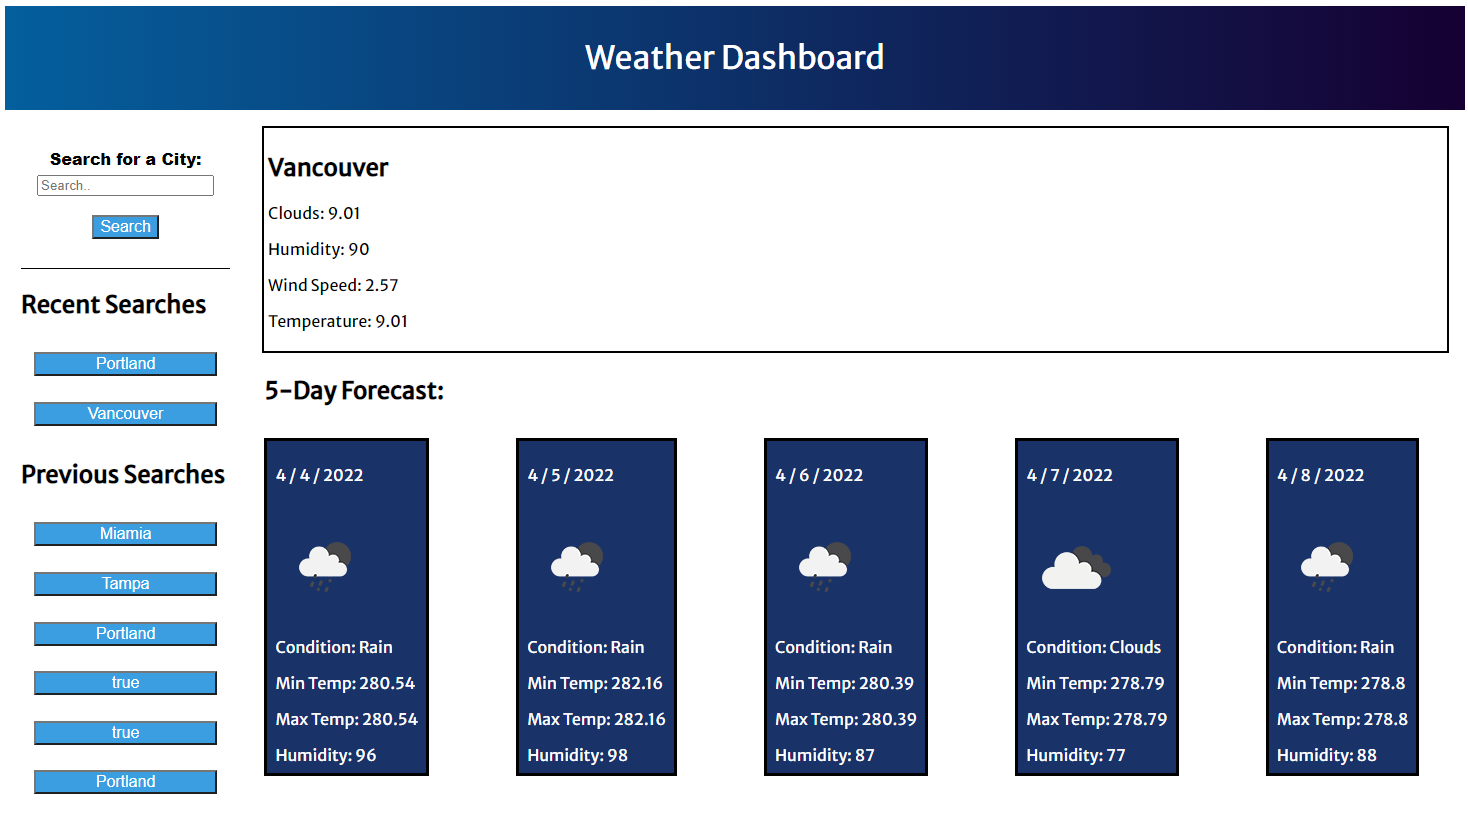 Weather Dashboard
Search for a City:
Search..
Search
Recent Searches
Portland
Vancouver
Previous Searches
Miamia
Tampa
Portland
true
true
Portland
Vancouver
Clouds: 9.01
Humidity: 90
Wind Speed: 2.57
Temperature: 9.01
5-Day Forecast:
4 / 4 / 2022
Condition: Rain
Min Temp: 280.54
Max Temp: 280.54
Humidity: 96
4 / 5 / 2022
Condition: Rain
Min Temp: 282.16
Max Temp: 282.16
Humidity: 98
4 / 6 / 2022
Condition: Rain
Min Temp: 280.39
Max Temp: 280.39
Humidity: 87
4 / 7 / 2022
Condition: Clouds
Min Temp: 278.79
Max Temp: 278.79
Humidity: 77
4 / 8 / 2022
Condition: Rain
Min Temp: 278.8
Max Temp: 278.8
Humidity: 88